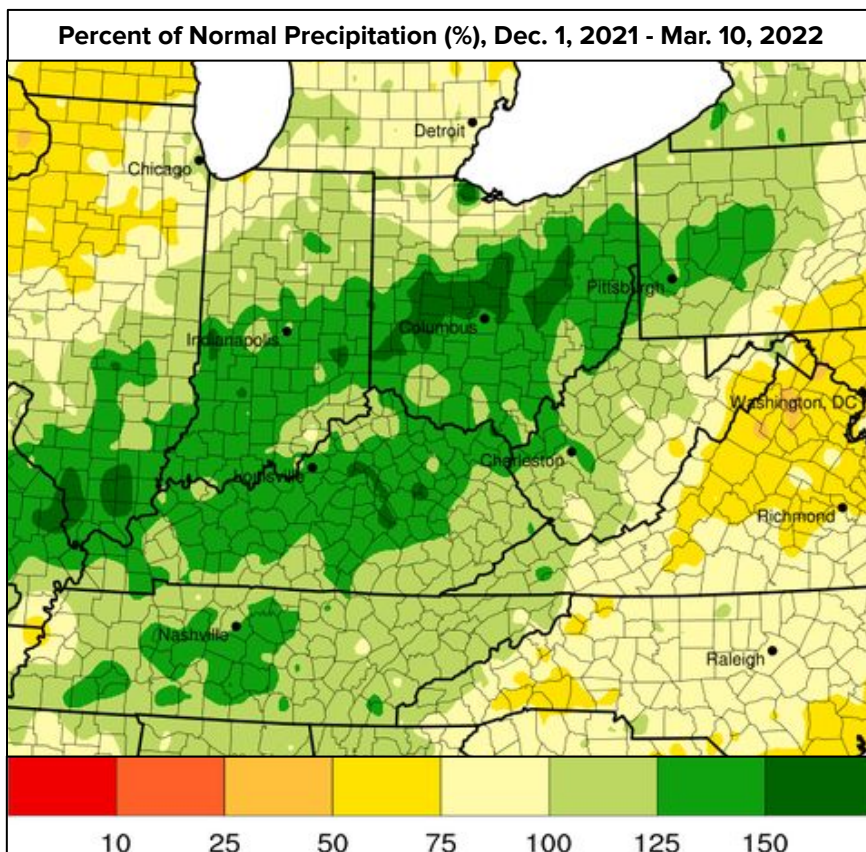 Percent of Normal Precipitation (%), Dec. 1, 2021 - Mar. 10, 2022
Detroit
Chicago
Pittsburgh
Columbus
Indianapolis
Washington, DC
Charleston
Louisville
Richmond
Nashville
Raleigh
10 25 50 75 100 125 150